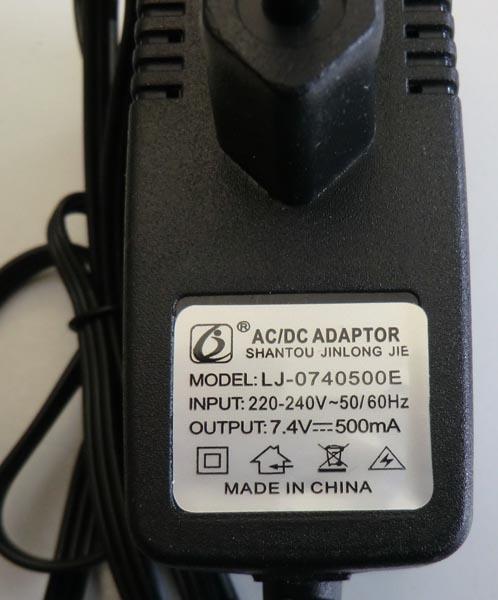 ® AC/DC ADAPTOR
SHANTOU JINLONG JIE
MODEL: LJ-0740500E
INPUT: 220-240V~50/60Hz
OUTPUT: 7.4V⎓500mA
MADE IN CHINA